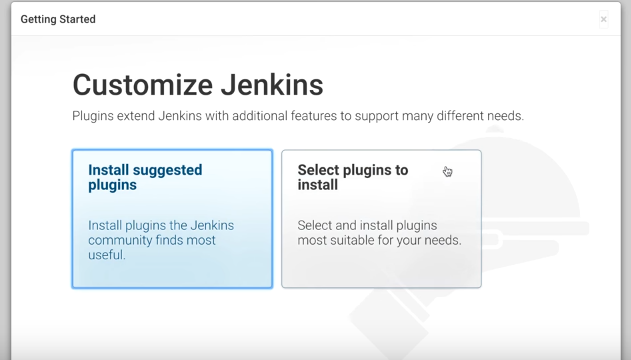 Getting Started
×
Customize Jenkins
Plugins extend Jenkins with additional features to support many different needs.
Install suggested
plugins
Install plugins the Jenkins
community finds most
useful.
Select plugins to
install
Select and install plugins
most suitable for your needs.